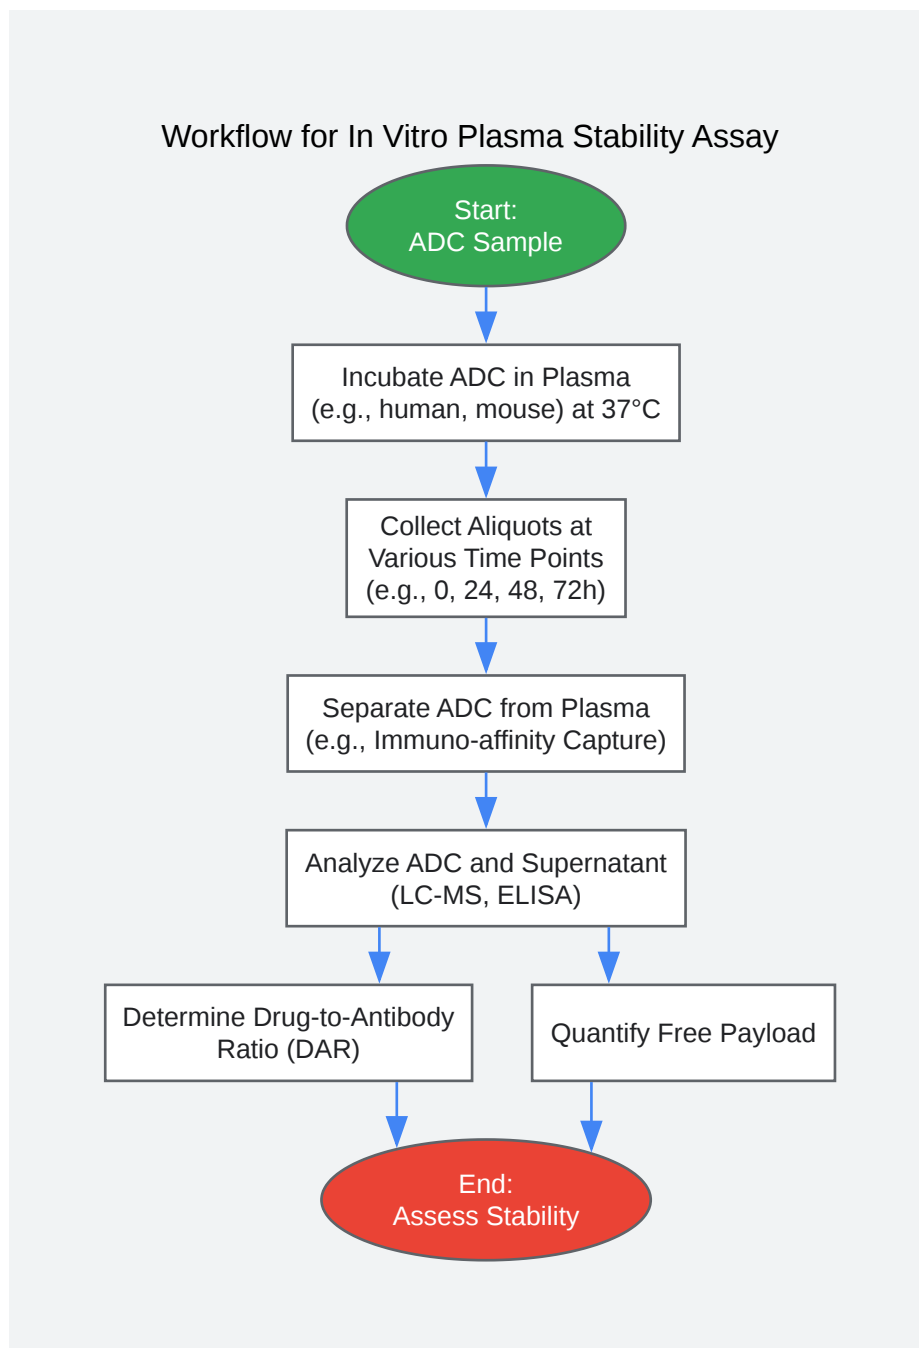 Workflow for In Vitro Plasma Stability Assay
Start:
ADC Sample
Incubate ADC in Plasma
(e.g., human, mouse) at 37°C
Collect Aliquots at
Various Time Points
(e.g., 0, 24, 48, 72h)
Separate ADC from Plasma
(e.g., Immuno-affinity Capture)
Analyze ADC and Supernatant
(LC-MS, ELISA)
Determine Drug-to-Antibody
Ratio (DAR)
Quantify Free Payload
End:
Assess Stability